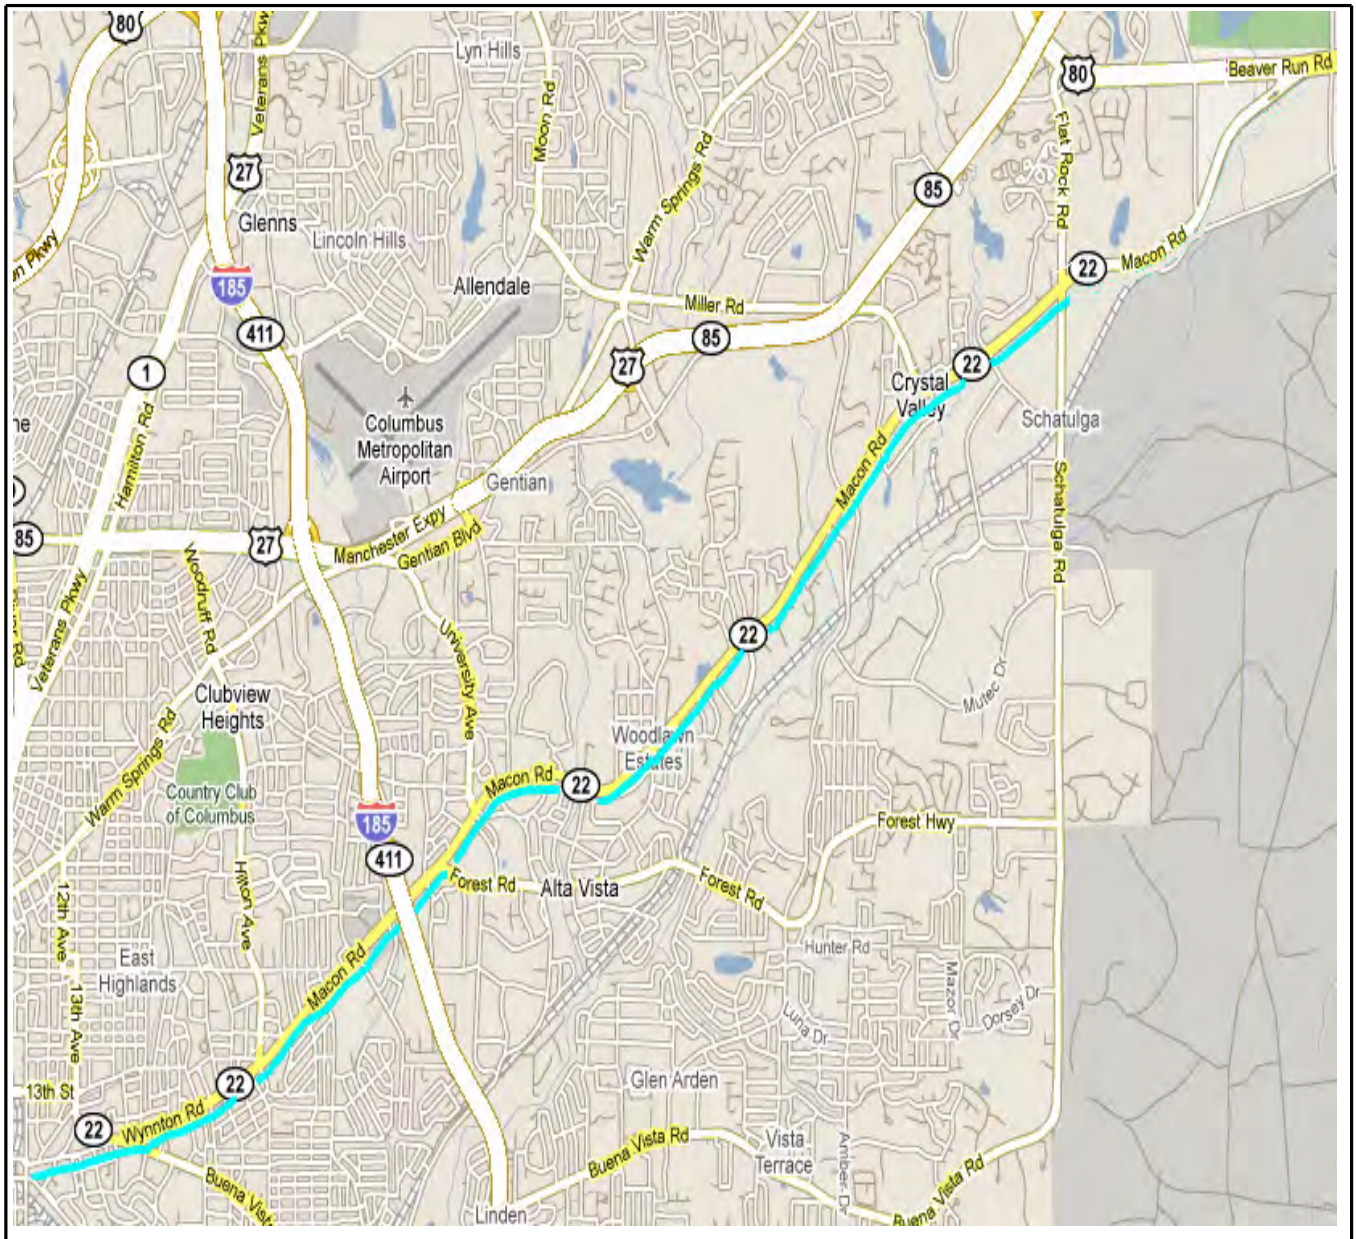 80
Veterans Pkwy
Lyn Hills
Moon Rd
80
Beaver Run Rd
27
Warm Springs Rd
Flat Rock Rd
85
Glenns
Lincoln Hills
Macon Rd
22
185
Allendale
Miller Rd
411
85
27
22
1
Crystal
Valley
Columbus
Metropolitan
Airport
Schatulga
Hamilton Rd
Macon Rd
Gentian
Schatulga Rd
85
27
Manchester Expy
Gentian Blvd
Woodruff Rd
Veterans Pkwy
University Ave
22
Mutec Dr
Clubview
Heights
Warm Springs Rd
Woodlawn
Estates
Macon Rd
22
Country Club
of Columbus
185
Forest Hwy
411
Hilton Ave
Forest Rd
Alta Vista
Forest Rd
12th Ave
Hunter Rd
East
Highlands
Macon Rd
Mazor Dr
Dorsey Dr
13th Ave
Luna Dr
22
13th St
Glen Arden
22
Wynnton Rd
Buena Vista Rd
Vista
Terrace
Amber Dr
Buena Vista
Buena Vista Rd
Linden